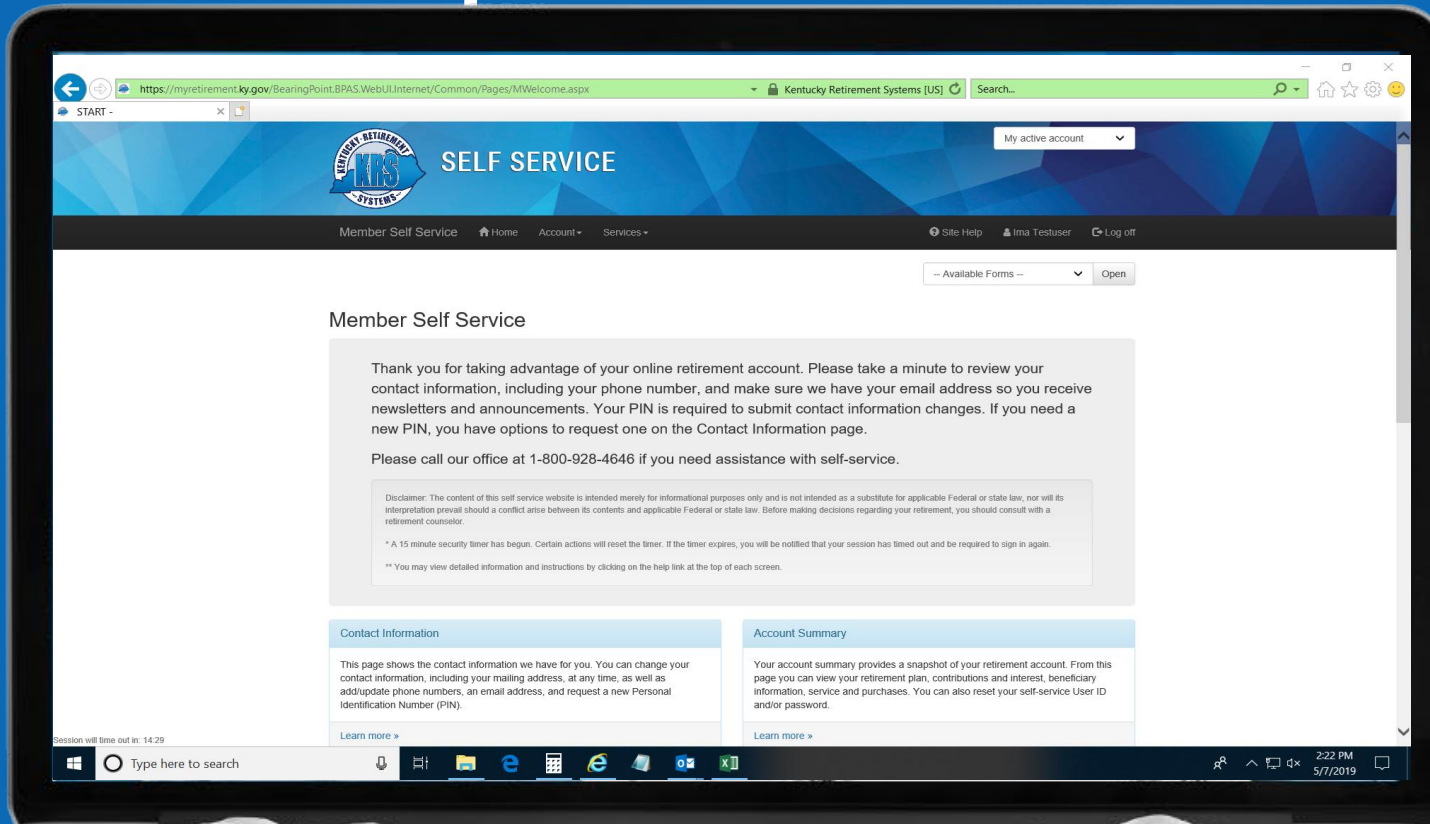 https://myretirement.ky.gov/BearingPoint.BPAS.WebUI.Internet/Common/Pages/MWelcome.aspx
Kentucky Retirement Systems [US]
Search...
START -
KENTUCKY RETIREMENT
KRS
SYSTEMS
SELF SERVICE
My active account
Member Self Service Home Account Services Site Help Ima Testuser Log off
-- Available Forms -- Open
Member Self Service
Thank you for taking advantage of your online retirement account. Please take a minute to review your
contact information, including your phone number, and make sure we have your email address so you receive
newsletters and announcements. Your PIN is required to submit contact information changes. If you need a
new PIN, you have options to request one on the Contact Information page.
Please call our office at 1-800-928-4646 if you need assistance with self-service.
Disclaimer: The content of this self service website is intended merely for informational purposes only and is not intended as a substitute for applicable Federal or state law, nor will its
interpretation prevail should a conflict arise between its contents and applicable Federal or state law. Before making decisions regarding your retirement, you should consult with a
retirement counselor.
* A 15 minute security timer has begun. Certain actions will reset the timer. If the timer expires, you will be notified that your session has timed out and be required to sign in again.
** You may view detailed information and instructions by clicking on the help link at the top of each screen.
Contact Information
This page shows the contact information we have for you. You can change your
contact information, including your mailing address, at any time, as well as
add/update phone numbers, an email address, and request a new Personal
Identification Number (PIN).
Learn more »
Account Summary
Your account summary provides a snapshot of your retirement account. From this
page you can view your retirement plan, contributions and interest, beneficiary
information, service and purchases. You can also reset your self-service User ID
and/or password.
Learn more »
Session will time out in: 14:29
Type here to search
2:22 PM
5/7/2019